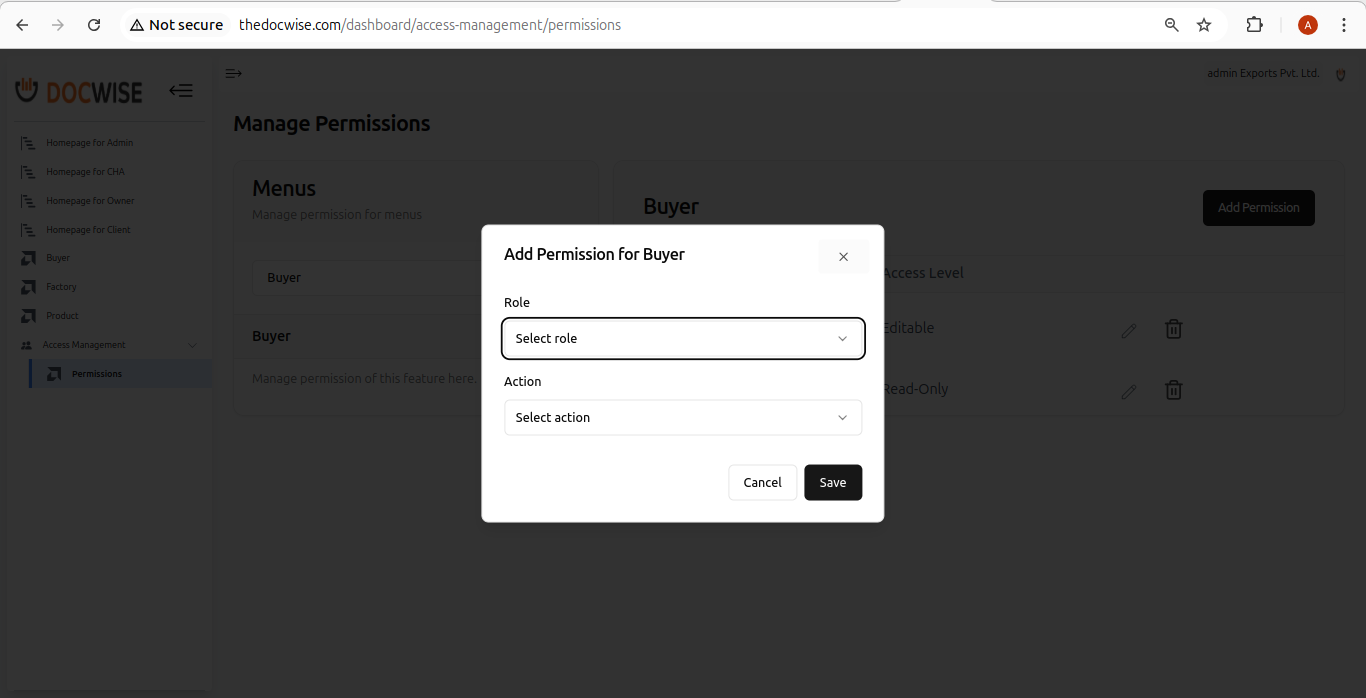 Not secure
thedocwise.com/dashboard/access-management/permissions
A
DOCWISE
admin Exports Pvt. Ltd.
Homepage for Admin
Homepage for CHA
Homepage for Owner
Homepage for Client
Buyer
Factory
Product
Access Management
Permissions
Manage Permissions
Menus
Manage permission for menus
Buyer
Buyer
Manage permission of this feature here.
Buyer
Add Permission
Access Level
Editable
Read-Only
Add Permission for Buyer
Role
Select role
Action
Select action
Cancel
Save